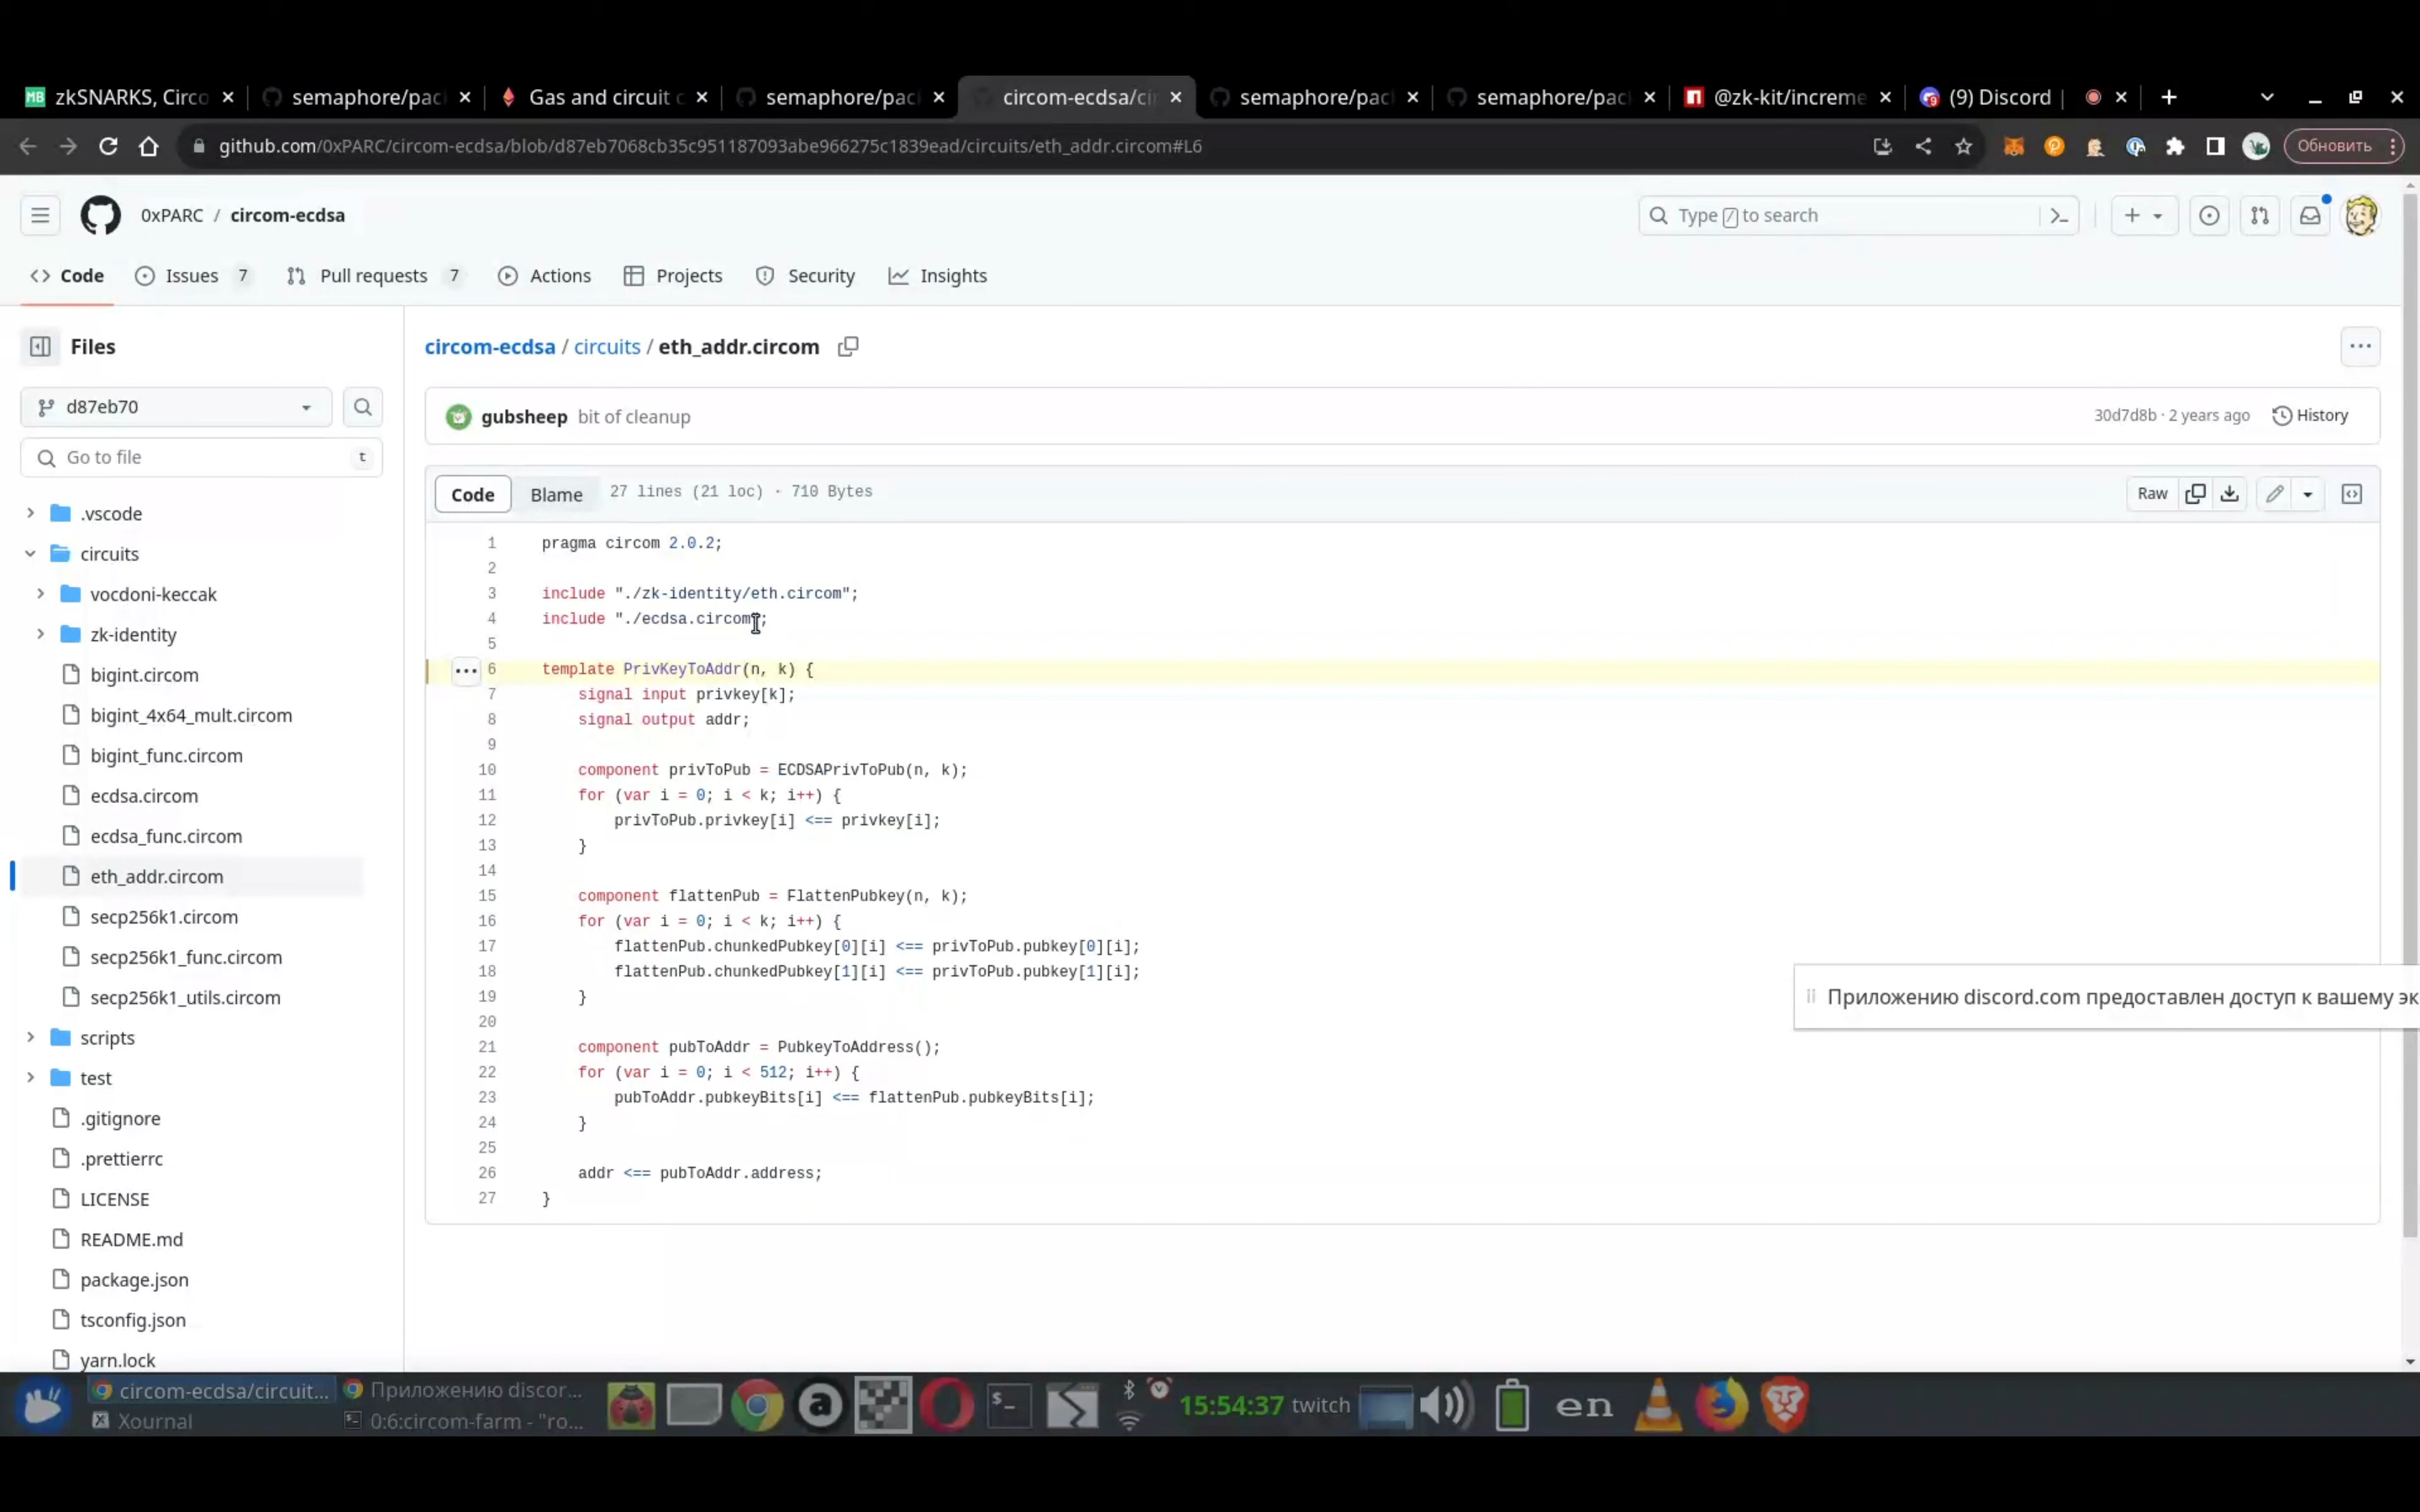 zkSNARKS, Circo
semaphore/pac
Gas and circuit c
semaphore/pac
circom-ecdsa/ci
semaphore/pac
semaphore/pac
@zk-kit/increme
(9) Discord
github.com/0xPARC/circom-ecdsa/blob/d87eb7068cb35c951187093abe966275c1839ead/circuits/eth_addr.circom#L6
Обновить
0xPARC / circom-ecdsa
Type / to search
Code
Issues 7
Pull requests 7
Actions
Projects
Security
Insights
Files
d87eb70
Go to file t
.vscode
circuits
vocdoni-keccak
zk-identity
bigint.circom
bigint_4x64_mult.circom
bigint_func.circom
ecdsa.circom
ecdsa_func.circom
eth_addr.circom
secp256k1.circom
secp256k1_func.circom
secp256k1_utils.circom
scripts
test
.gitignore
.prettierrc
LICENSE
README.md
package.json
tsconfig.json
yarn.lock
circom-ecdsa / circuits / eth_addr.circom
gubsheep bit of cleanup
30d7d8b · 2 years ago
History
Code
Blame
27 lines (21 loc) · 710 Bytes
Raw
1 pragma circom 2.0.2;
2
3 include "./zk-identity/eth.circom";
4 include "./ecdsa.circom";
5
6 template PrivKeyToAddr(n, k) {
7 signal input privkey[k];
8 signal output addr;
9
10 component privToPub = ECDSAPrivToPub(n, k);
11 for (var i = 0; i < k; i++) {
12 privToPub.privkey[i] <== privkey[i];
13 }
14
15 component flattenPub = FlattenPubkey(n, k);
16 for (var i = 0; i < k; i++) {
17 flattenPub.chunkedPubkey[0][i] <== privToPub.pubkey[0][i];
18 flattenPub.chunkedPubkey[1][i] <== privToPub.pubkey[1][i];
19 }
20
21 component pubToAddr = PubkeyToAddress();
22 for (var i = 0; i < 512; i++) {
23 pubToAddr.pubkeyBits[i] <== flattenPub.pubkeyBits[i];
24 }
25
26 addr <== pubToAddr.address;
27 }
Приложению discord.com предоставлен доступ к вашему эк
circom-ecdsa/circuit...
Приложению discor...
Xournal
0:6:circom-farm - "ro...
15:54:37
twitch
en